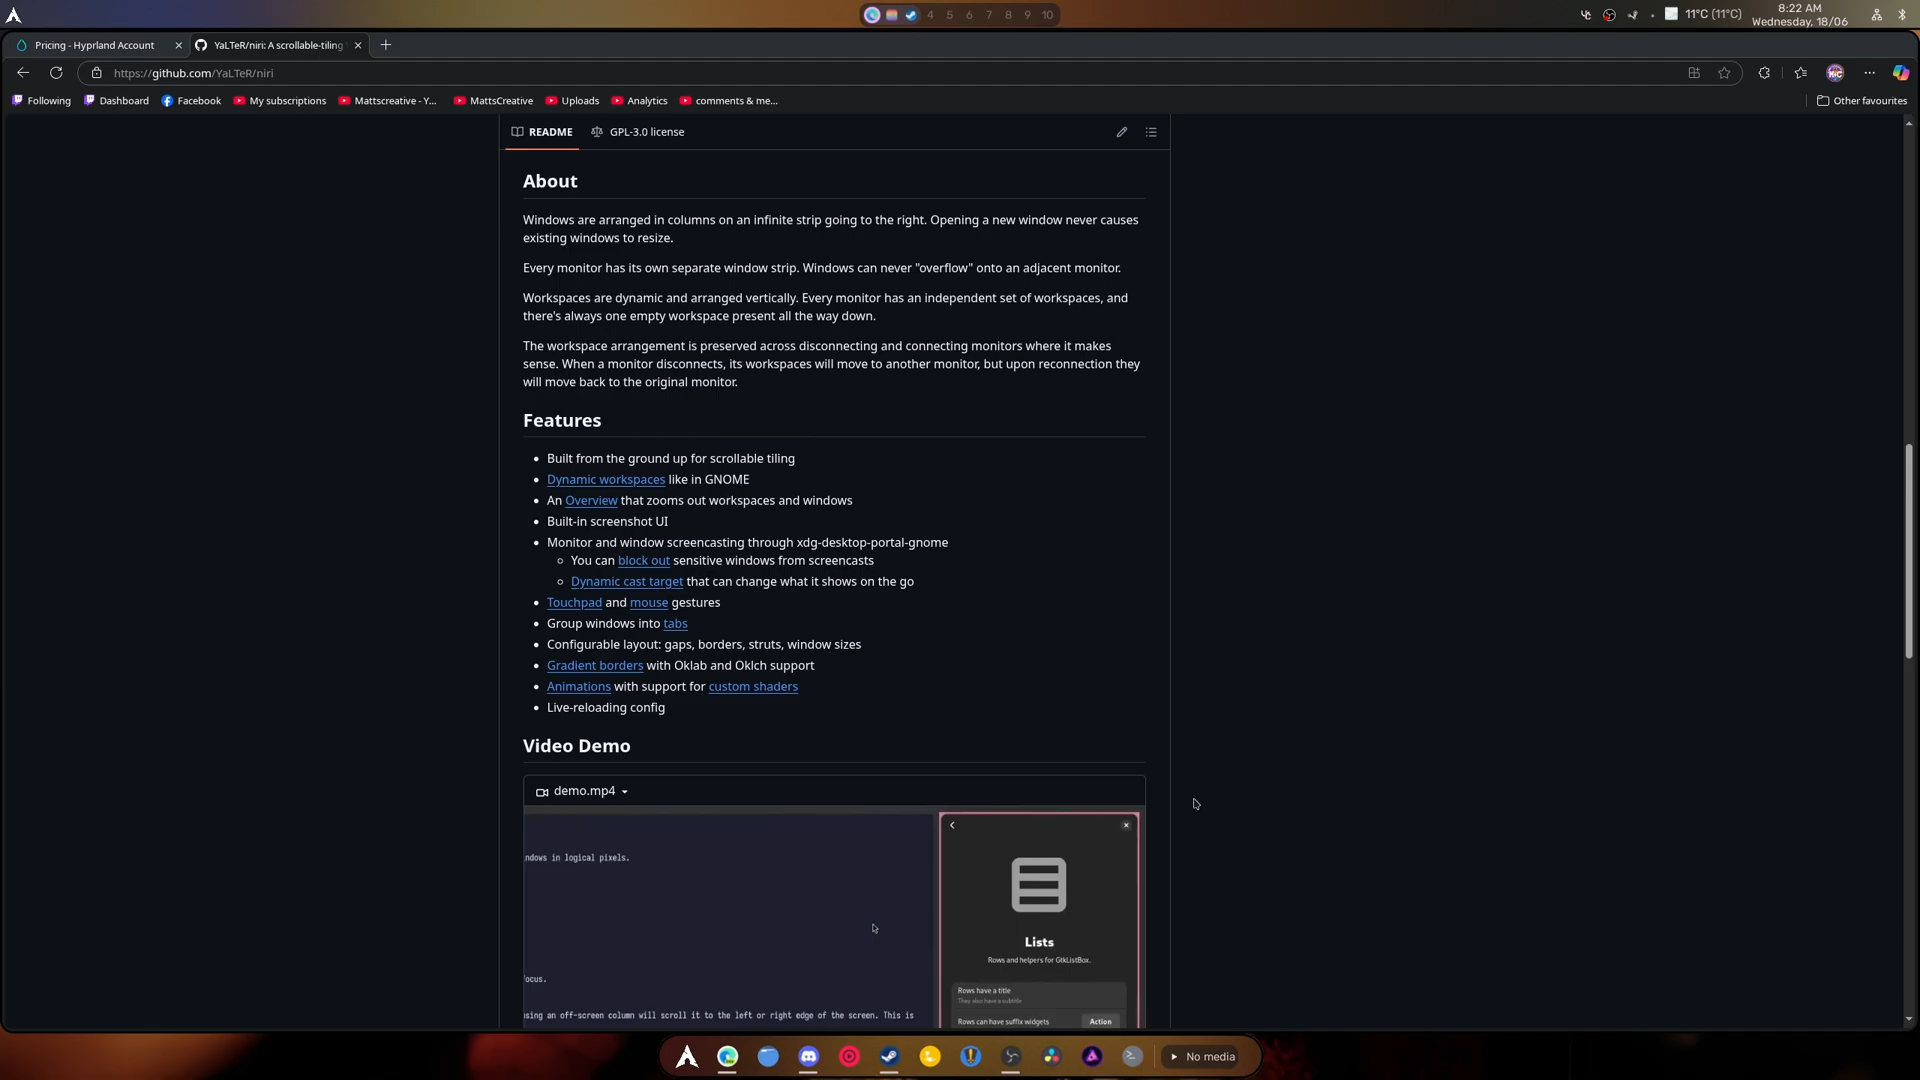 4 5 6 7 8 9 10
11°C (11°C)
8:22 AM
Wednesday, 18/06
Pricing - Hyprland Account
YaLTeR/niri: A scrollable-tiling
https://github.com/YaLTeR/niri
Following
Dashboard
Facebook
My subscriptions
Mattscreative - Y...
MattsCreative
Uploads
Analytics
comments & me...
Other favourites
README
GPL-3.0 license
About
Windows are arranged in columns on an infinite strip going to the right. Opening a new window never causes
existing windows to resize.
Every monitor has its own separate window strip. Windows can never "overflow" onto an adjacent monitor.
Workspaces are dynamic and arranged vertically. Every monitor has an independent set of workspaces, and
there's always one empty workspace present all the way down.
The workspace arrangement is preserved across disconnecting and connecting monitors where it makes
sense. When a monitor disconnects, its workspaces will move to another monitor, but upon reconnection they
will move back to the original monitor.
Features
Built from the ground up for scrollable tiling
Dynamic workspaces like in GNOME
An Overview that zooms out workspaces and windows
Built-in screenshot UI
Monitor and window screencasting through xdg-desktop-portal-gnome
You can block out sensitive windows from screencasts
Dynamic cast target that can change what it shows on the go
Touchpad and mouse gestures
Group windows into tabs
Configurable layout: gaps, borders, struts, window sizes
Gradient borders with Oklab and Oklch support
Animations with support for custom shaders
Live-reloading config
Video Demo
demo.mp4
ndows in logical pixels.
focus.
using an off-screen column will scroll it to the left or right edge of the screen. This is
Lists
Rows and helpers for GtkListBox.
Rows have a title
They also have a subtitle
Rows can have suffix widgets
Action
No media